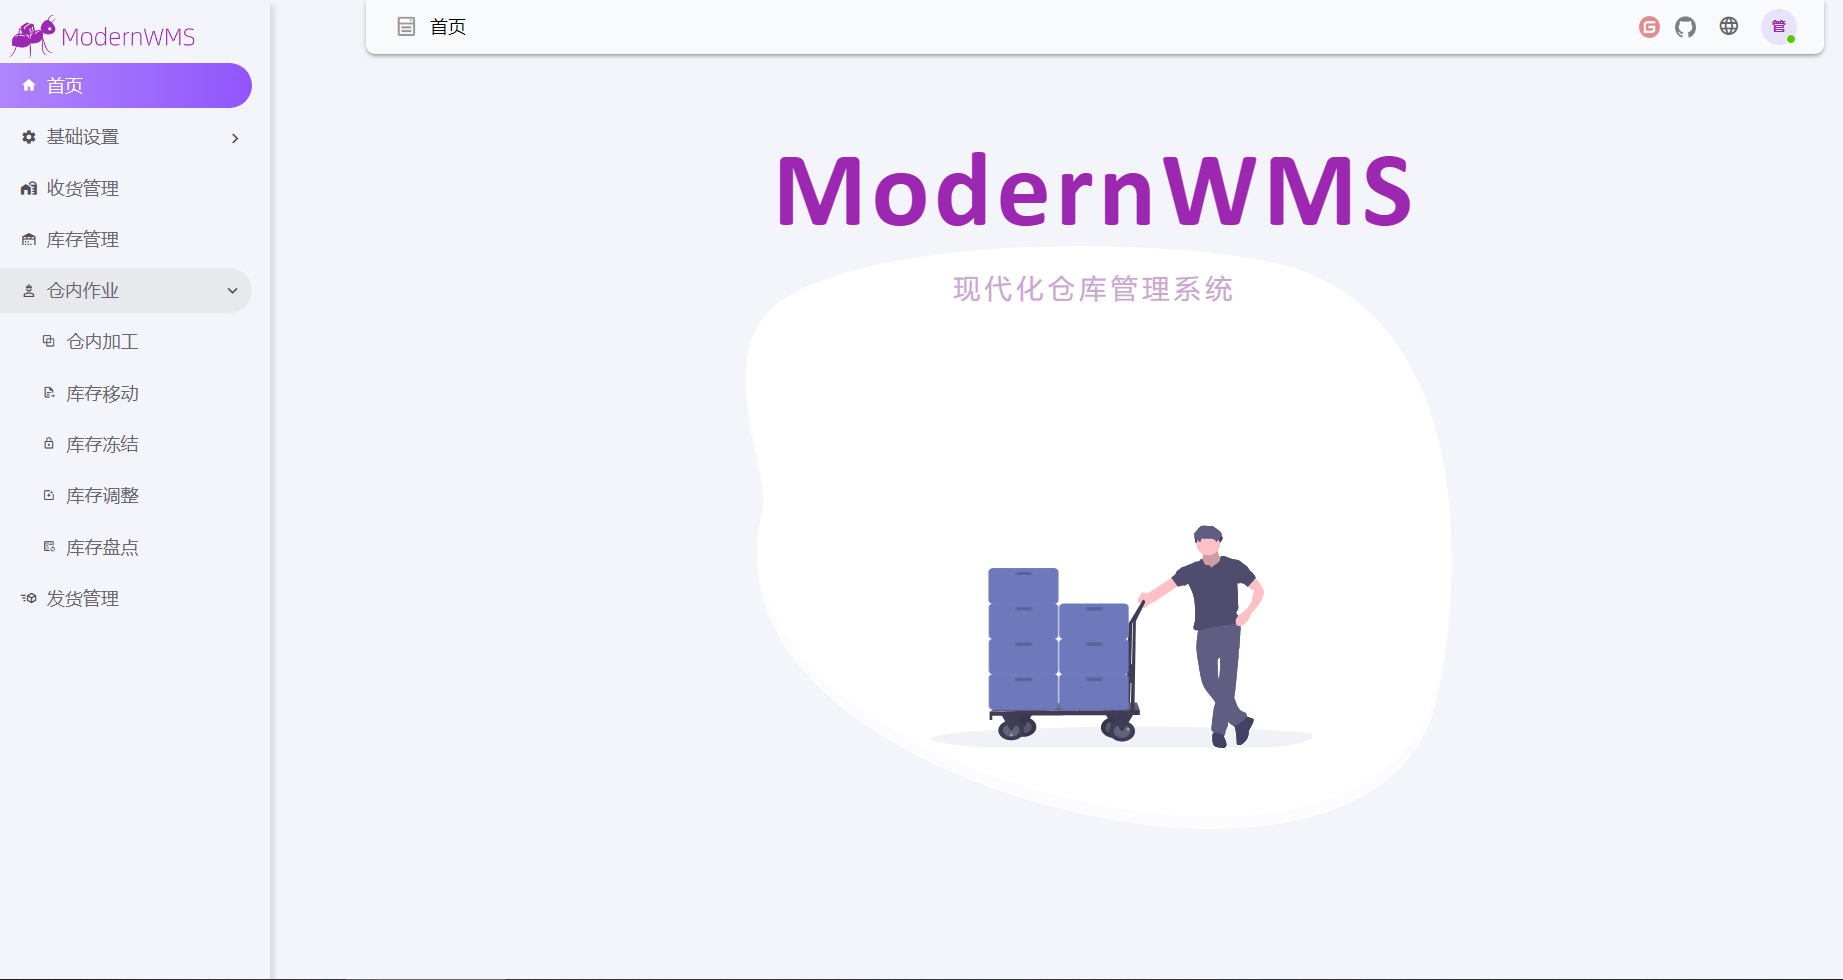 ModernWMS
首页
基础设置
收货管理
库存管理
仓内作业
仓内加工
库存移动
库存冻结
库存调整
库存盘点
发货管理
首页
G
管
ModernWMS
现代化仓库管理系统